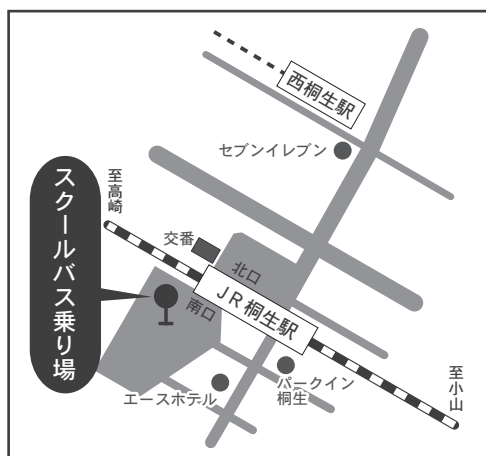 西桐生駅
セブンイレブン
至高崎
スクールバス乗り場
交番
北口
JR桐生駅
南口
パークイン
桐生
エースホテル
至小山